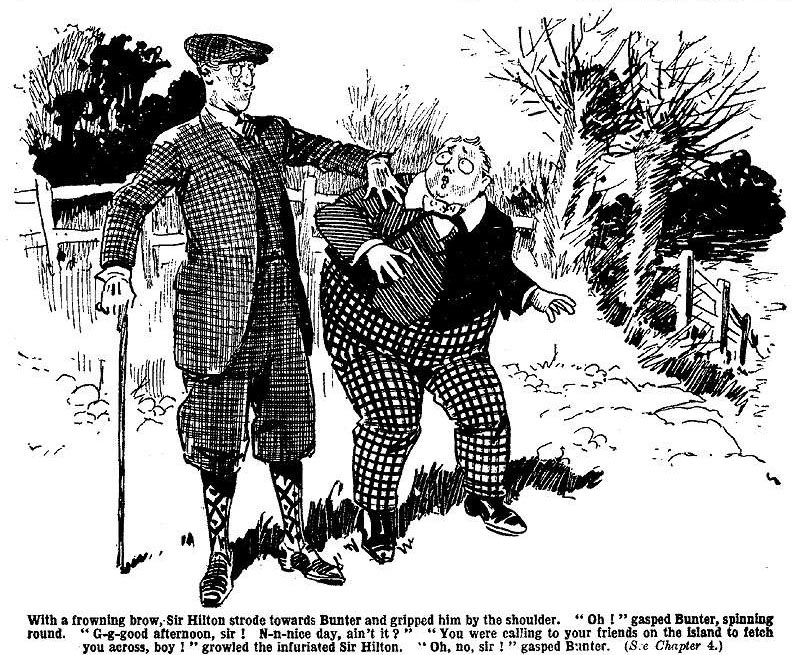 With a frowning brow, Sir Hilton strode towards Bunter and gripped him by the shoulder. "Oh!" gasped Bunter, spinning
round. "G-g-good afternoon, sir! N-n-nice day, ain't it?" "You were calling to your friends on the island to fetch
you across, boy!" growled the infuriated Sir Hilton. "Oh, no, sir!" gasped Bunter. (See Chapter 4.)